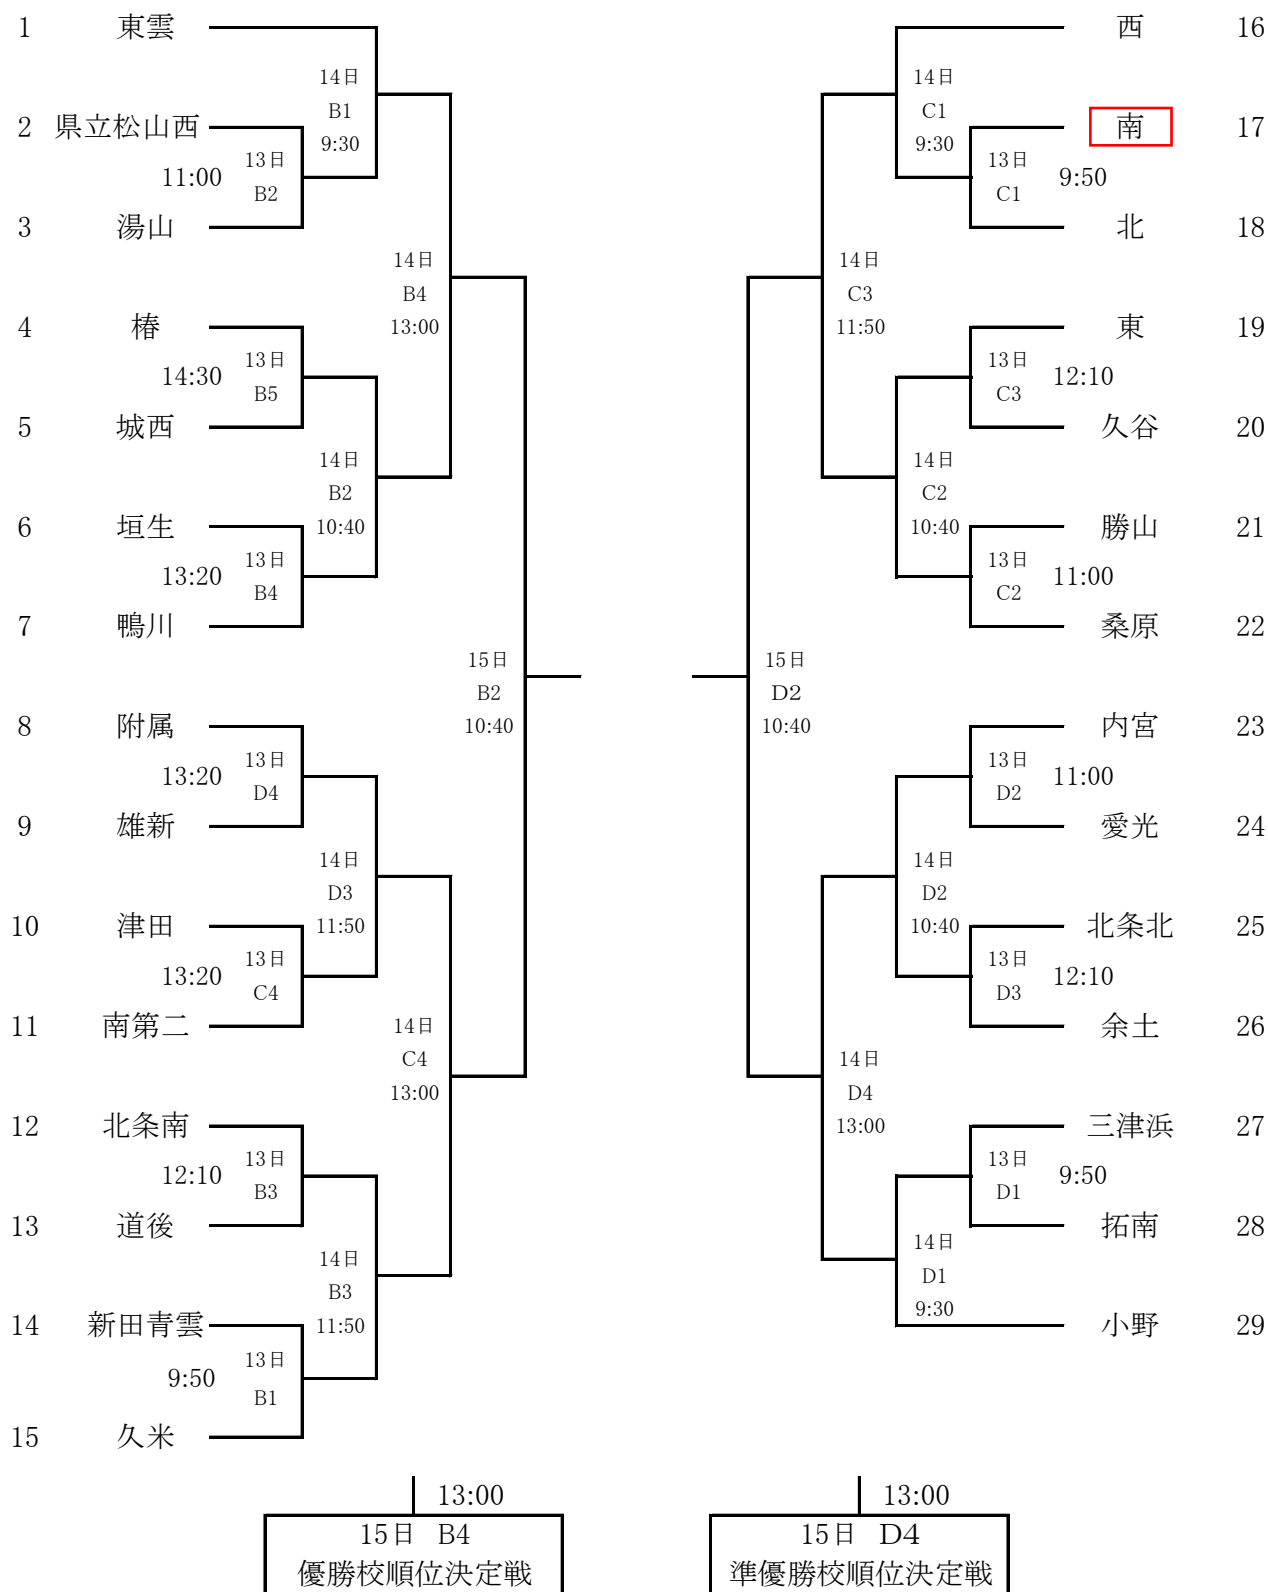 1 東雲
14日
B1
9:30
2 県立松山西
11:00 13日
B2
3 湯山
14日
B4
13:00
4 椿
14:30 13日
B5
5 城西
14日
B2
10:40
6 垣生
13:20 13日
B4
7 鴨川
15日
B2
10:40
8 附属
13:20 13日
D4
9 雄新
14日
D3
11:50
10 津田
13:20 13日
C4
11 南第二
14日
C4
13:00
12 北条南
12:10 13日
B3
13 道後
14日
B3
11:50
14 新田青雲
9:50 13日
B1
15 久米
西 16
14日
C1
9:30
南 17
13日 9:50
C1
北 18
14日
C3
11:50
東 19
13日 12:10
C3
久谷 20
14日
C2
10:40
勝山 21
13日 11:00
C2
桑原 22
15日
D2
10:40
内宮 23
13日 11:00
D2
愛光 24
14日
D2
10:40
北条北 25
13日 12:10
D3
余土 26
14日
D4
13:00
三津浜 27
13日 9:50
D1
拓南 28
14日
D1
9:30
小野 29
13:00
15日 B4
優勝校順位決定戦
13:00
15日 D4
準優勝校順位決定戦